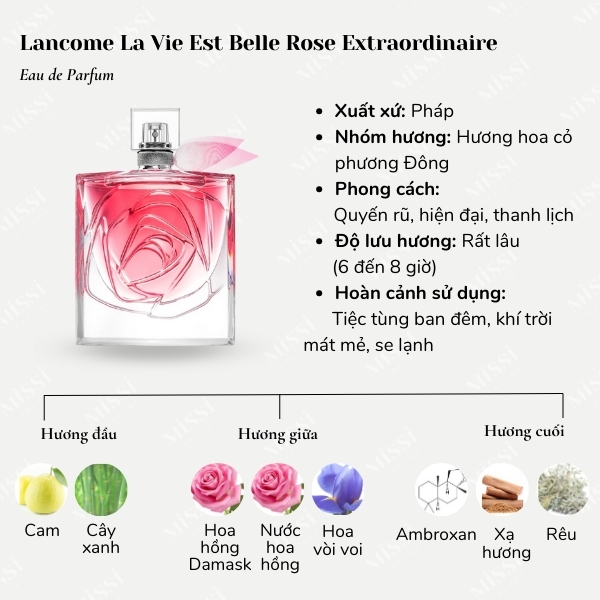 Lancome La Vie Est Belle Rose Extraordinaire
Eau de Parfum
• Xuất xứ: Pháp
• Nhóm hương: Hương hoa cỏ
phương Đông
• Phong cách:
Quyến rũ, hiện đại, thanh lịch
• Độ lưu hương: Rất lâu
(6 đến 8 giờ)
• Hoàn cảnh sử dụng:
Tiệc tùng ban đêm, khí trời
mát mẻ, se lạnh
Hương đầu
Hương giữa
Hương cuối
Cam
Cây
xanh
Hoa
hồng
Damask
Nước
hoa
hồng
Hoa
vòi voi
Ambroxan
Xạ
hương
Rêu
MISSI